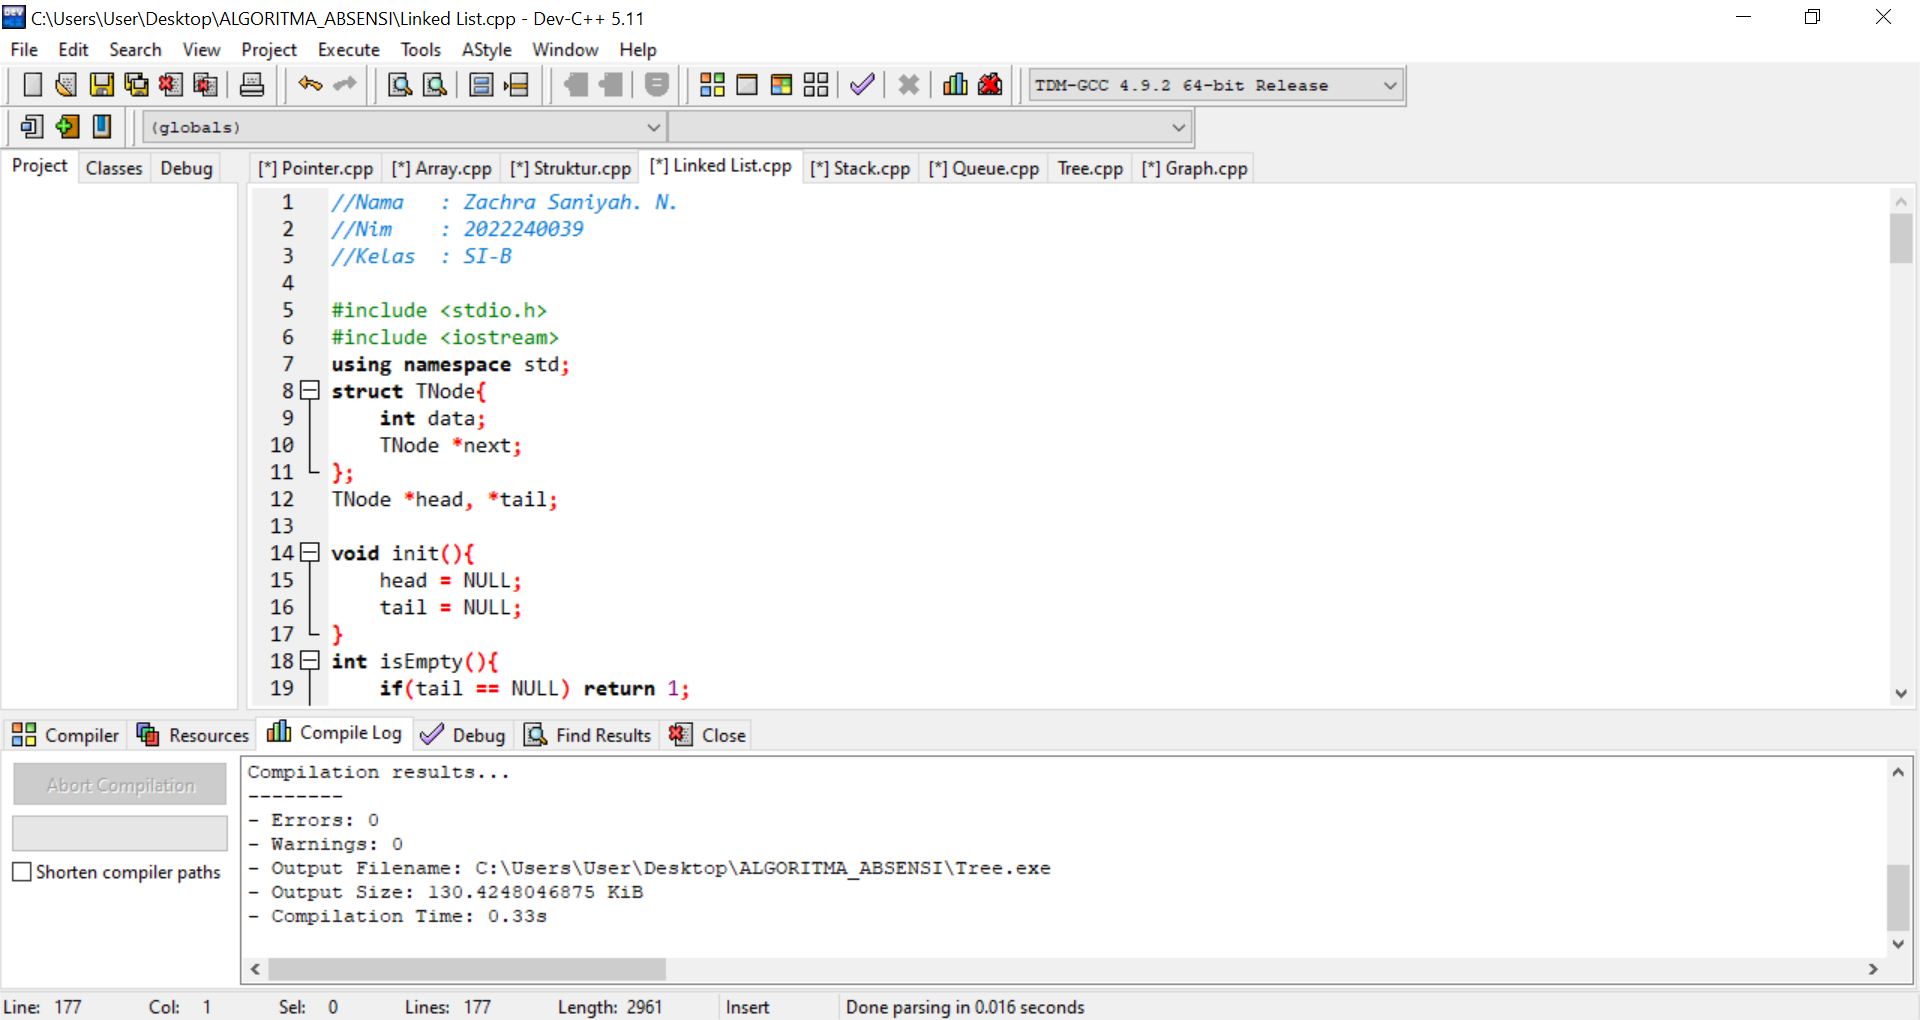 C:\Users\User\Desktop\ALGORITMA_ABSENSI\Linked List.cpp - Dev-C++ 5.11
File Edit Search View Project Execute Tools AStyle Window Help
TDM-GCC 4.9.2 64-bit Release
(globals)
Project Classes Debug [*] Pointer.cpp [*] Array.cpp [*] Struktur.cpp [*] Linked List.cpp [*] Stack.cpp [*] Queue.cpp Tree.cpp [*] Graph.cpp
1 //Nama   : Zachra Saniyah. N.
2 //Nim    : 2022240039
3 //Kelas  : SI-B
4
5 #include <stdio.h>
6 #include <iostream>
7 using namespace std;
8 struct TNode{
9     int data;
10     TNode *next;
11 };
12 TNode *head, *tail;
13
14 void init(){
15     head = NULL;
16     tail = NULL;
17 }
18 int isEmpty(){
19     if(tail == NULL) return 1;
Compiler Resources Compile Log Debug Find Results Close
Abort Compilation
Shorten compiler paths
Compilation results...
--------
- Errors: 0
- Warnings: 0
- Output Filename: C:\Users\User\Desktop\ALGORITMA_ABSENSI\Tree.exe
- Output Size: 130.4248046875 KiB
- Compilation Time: 0.33s
Line: 177 Col: 1 Sel: 0 Lines: 177 Length: 2961 Insert Done parsing in 0.016 seconds